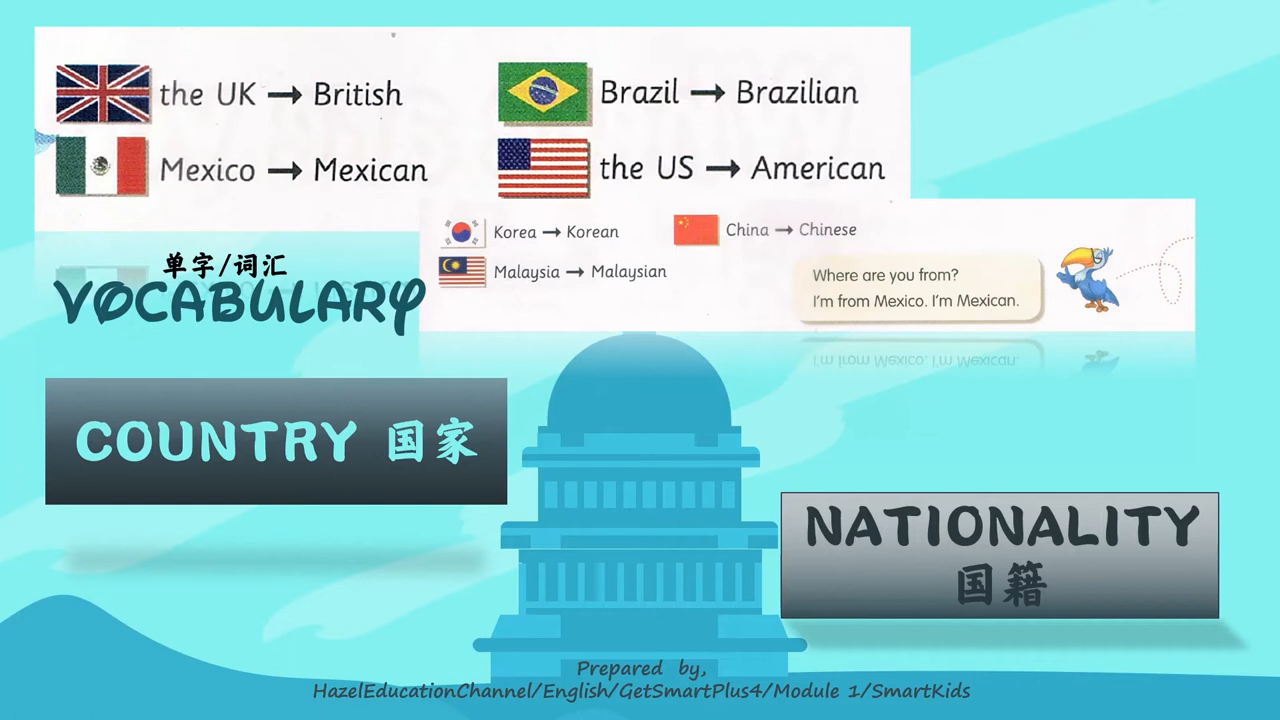 the UK → British
Brazil → Brazilian
Mexico → Mexican
the US → American
Korea → Korean
China → Chinese
Malaysia → Malaysian
Where are you from?
I'm from Mexico. I'm Mexican.
单字/词汇
VOCABULARY
COUNTRY 国家
NATIONALITY
国籍
Prepared by,
HazelEducationChannel/English/GetSmartPlus4/Module 1/SmartKids